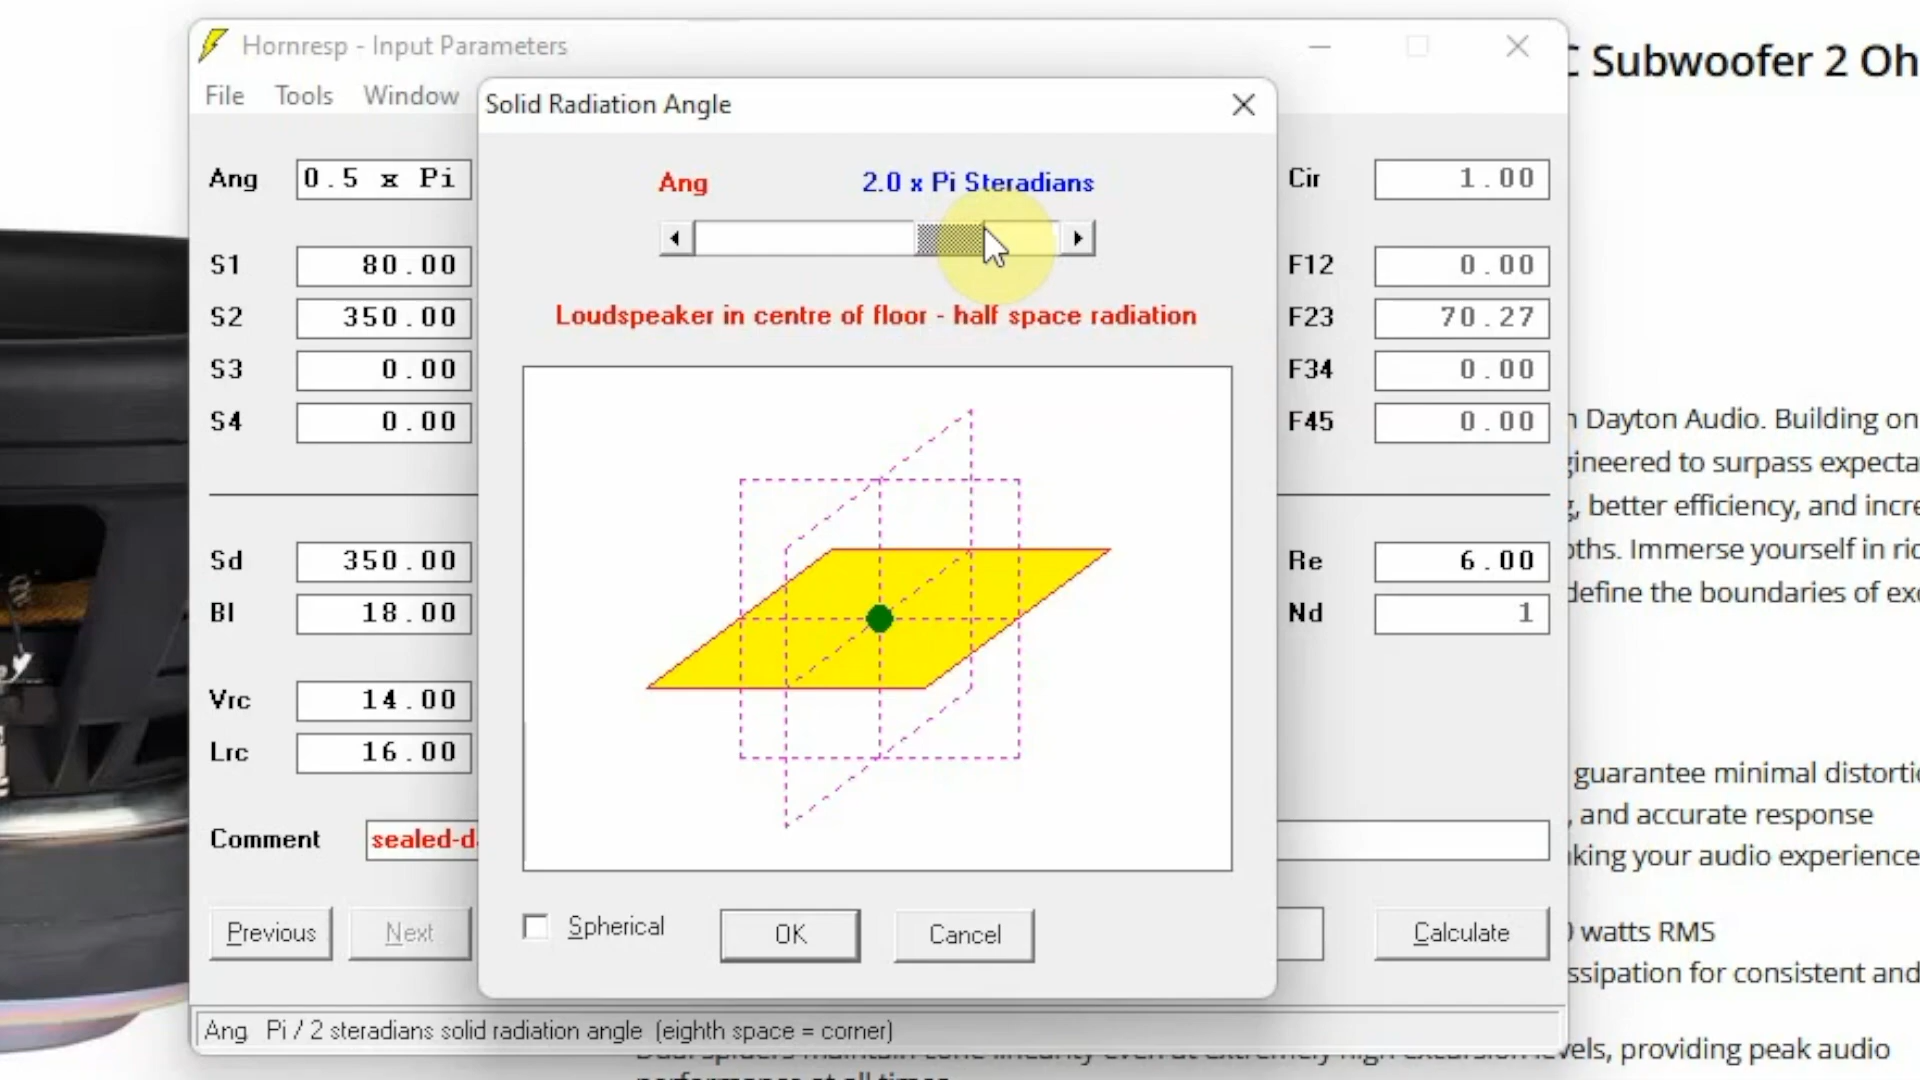 Hornresp - Input Parameters
File Tools Window
Solid Radiation Angle
C Subwoofer 2 Oh
Ang 0.5 x Pi
Ang 2.0 x Pi Steradians
Cir 1.00
S1 80.00
F12 0.00
S2 350.00
Loudspeaker in centre of floor - half space radiation
F23 70.27
S3 0.00
F34 0.00
S4 0.00
F45 0.00
Dayton Audio. Building on
gineered to surpass expecta
, better efficiency, and incre
Sd 350.00
Re 6.00
ths. Immerse yourself in ric
Bl 18.00
Nd 1
define the boundaries of exc
Vrc 14.00
Lrc 16.00
guarantee minimal distorti
, and accurate response
Comment sealed-d
king your audio experience
Previous Next
Spherical OK Cancel
Calculate
0 watts RMS
ssipation for consistent and
Ang Pi / 2 steradians solid radiation angle (eighth space = corner)
levels, providing peak audio